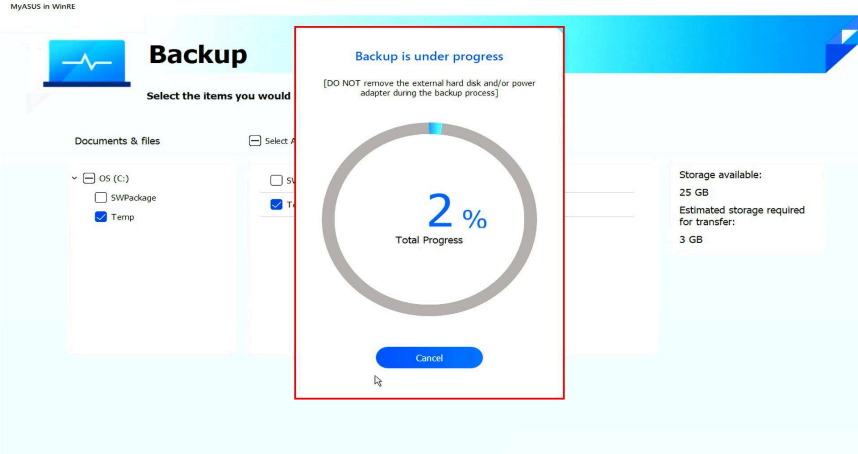 MyASUS in WinRE
Backup
Select the items you would
Documents & files
Select A
OS (C:)
SWPackage
Temp
Backup is under progress
[DO NOT remove the external hard disk and/or power
adapter during the backup process]
2 %
Total Progress
Cancel
Storage available:
25 GB
Estimated storage required
for transfer:
3 GB